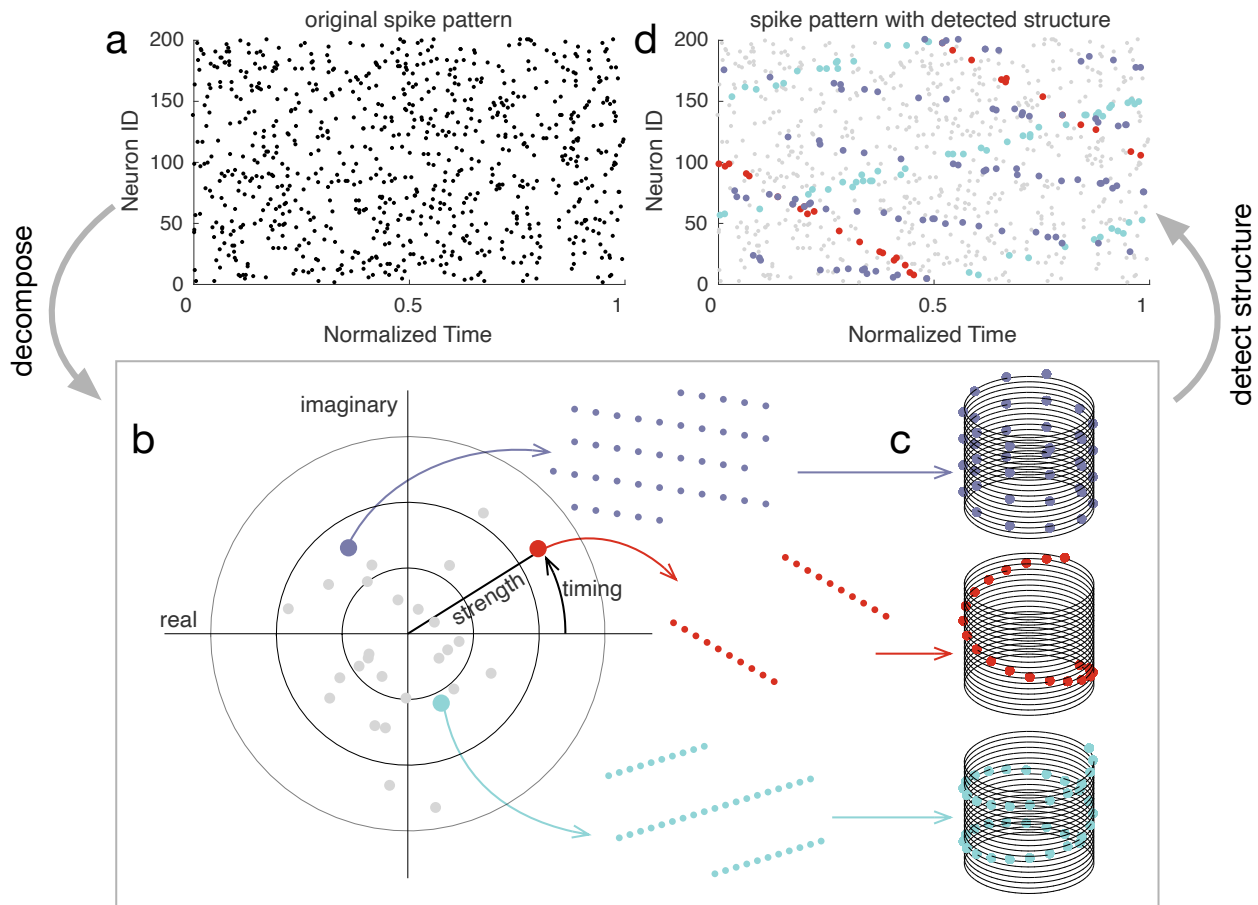 a
original spike pattern
200
150
100
50
0
Neuron ID
0
0.5
1
Normalized Time
d
spike pattern with detected structure
200
150
100
50
0
Neuron ID
0
0.5
1
Normalized Time
decompose
detect structure
b
imaginary
real
strength
timing
c